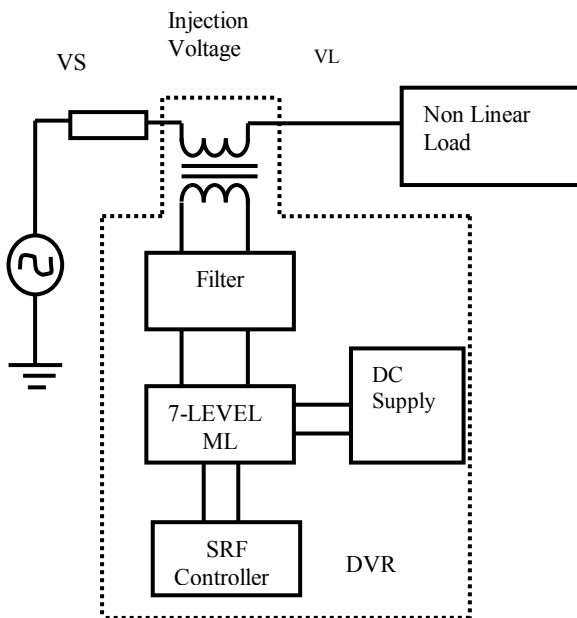 Injection
Voltage
VS
VL
Non Linear
Load
Filter
DC
Supply
7-LEVEL
ML
SRF
Controller
DVR